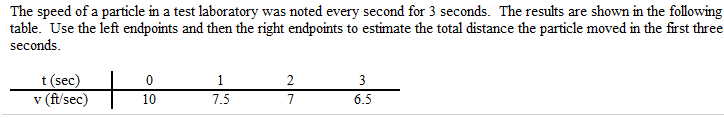 The speed of a particle in a test laboratory was noted every second for 3 seconds. The results are shown in the following
table. Use the left endpoints and then the right endpoints to estimate the total distance the particle moved in the first three
seconds.
t (sec) 0 1 2 3
v (ft/sec) 10 7.5 7 6.5